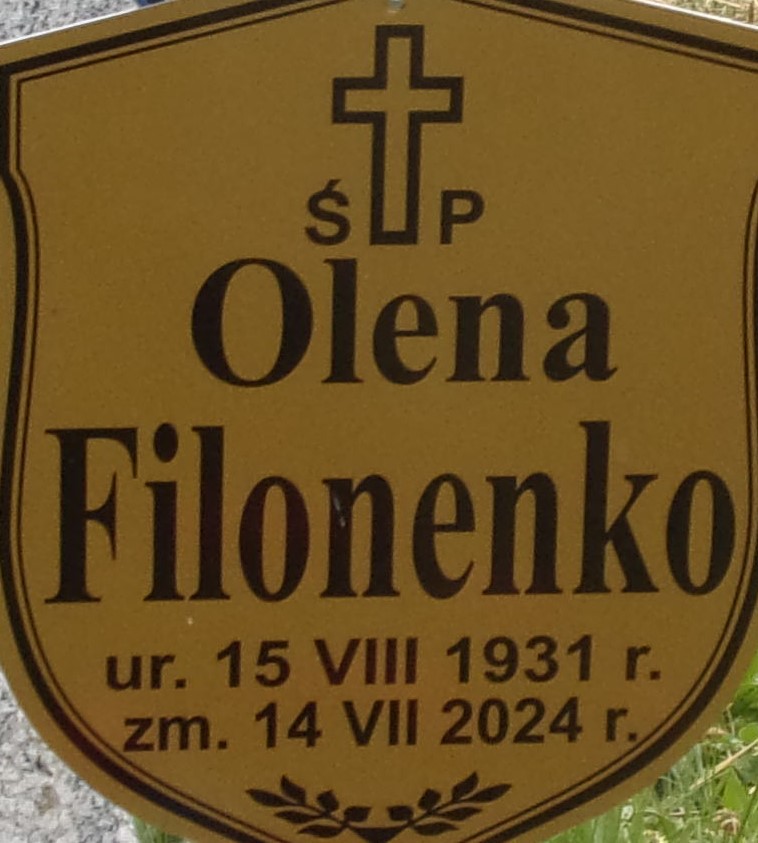 Ś P
Olena
Filonenko
ur. 15 VIII 1931 r.
zm. 14 VII 2024 r.